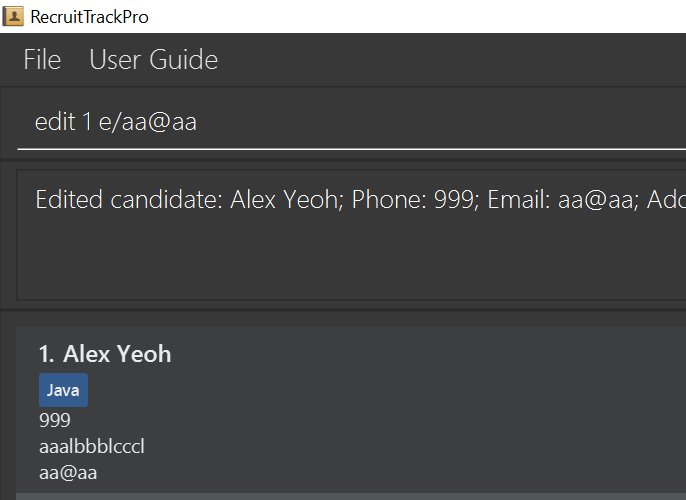 RecruitTrackPro
File User Guide
edit 1 e/aa@aa
Edited candidate: Alex Yeoh; Phone: 999; Email: aa@aa; Add
1. Alex Yeoh
Java
999
aaalbbblcccl
aa@aa